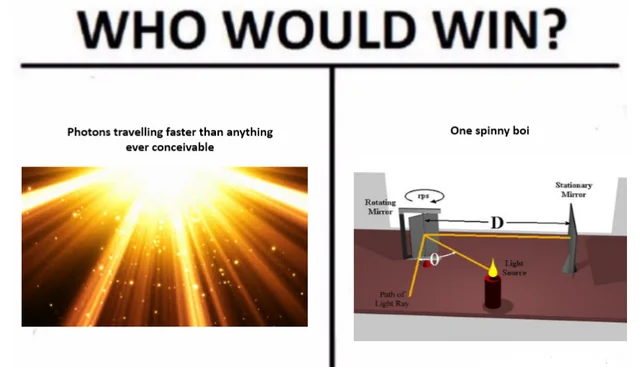 WHO WOULD WIN?
Photons travelling faster than anything
ever conceivable
One spinny boi
rps
Rotating
Mirror
Stationary
Mirror
D
θ
Light
Source
Path of
Light Ray